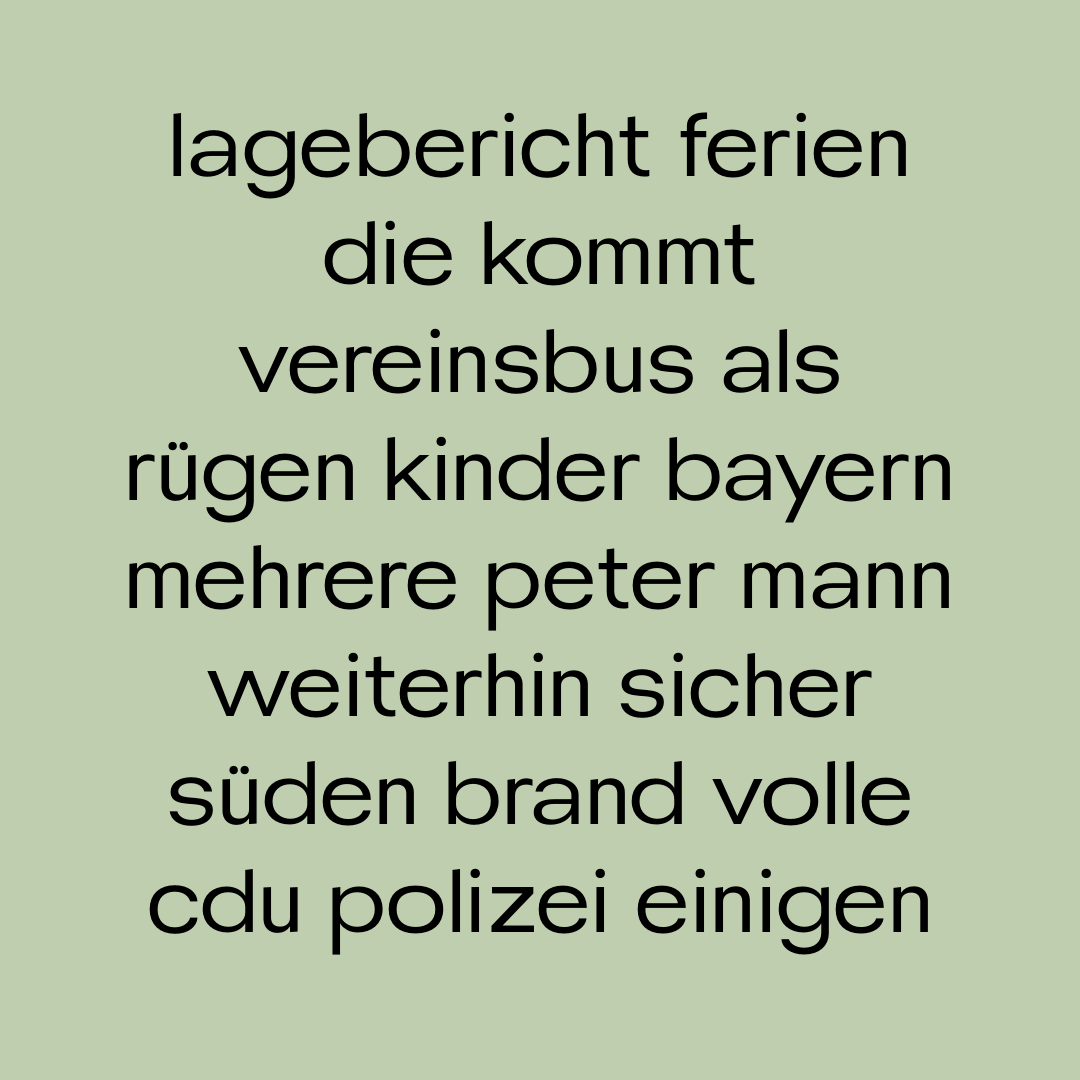 lagebericht ferien
die kommt
vereinsbus als
rügen kinder bayern
mehrere peter mann
weiterhin sicher
süden brand volle
cdu polizei einigen